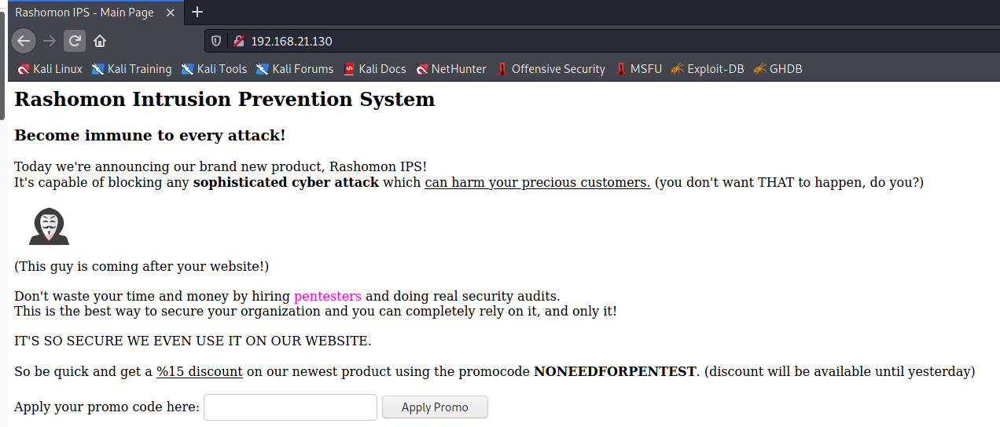 Rashomon IPS - Main Page
192.168.21.130
Kali Linux Kali Training Kali Tools Kali Forums Kali Docs NetHunter Offensive Security MSFU Exploit-DB GHDB
Rashomon Intrusion Prevention System
Become immune to every attack!
Today we're announcing our brand new product, Rashomon IPS!
It's capable of blocking any sophisticated cyber attack which can harm your precious customers. (you don't want THAT to happen, do you?)
(This guy is coming after your website!)
Don't waste your time and money by hiring pentesters and doing real security audits.
This is the best way to secure your organization and you can completely rely on it, and only it!
IT'S SO SECURE WE EVEN USE IT ON OUR WEBSITE.
So be quick and get a %15 discount on our newest product using the promocode NONEEDFORPENTEST. (discount will be available until yesterday)
Apply your promo code here: Apply Promo